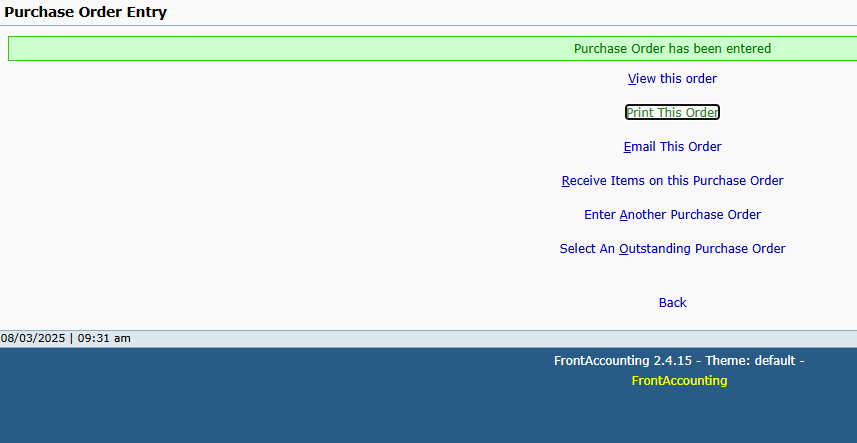 Purchase Order Entry
Purchase Order has been entered
View this order
Print This Order
Email This Order
Receive Items on this Purchase Order
Enter Another Purchase Order
Select An Outstanding Purchase Order
Back
08/03/2025 | 09:31 am
FrontAccounting 2.4.15 - Theme: default -
FrontAccounting